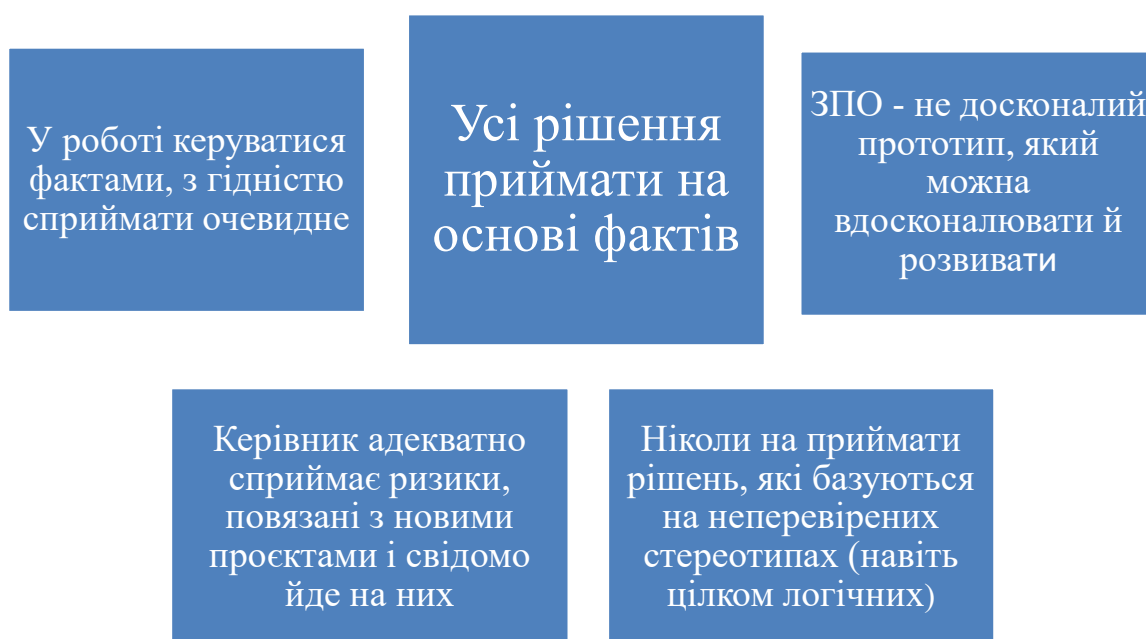 У роботі керуватися
фактами, з гідністю
сприймати очевидне
Усі рішення
приймати на
основі фактів
ЗПО - не досконалий
прототип, який
можна
вдосконалювати й
розвивати
Керівник адекватно
сприймає ризики,
повязані з новими
проєктами і свідомо
йде на них
Ніколи на приймати
рішень, які базуються
на неперевірених
стереотипах (навіть
цілком логічних)